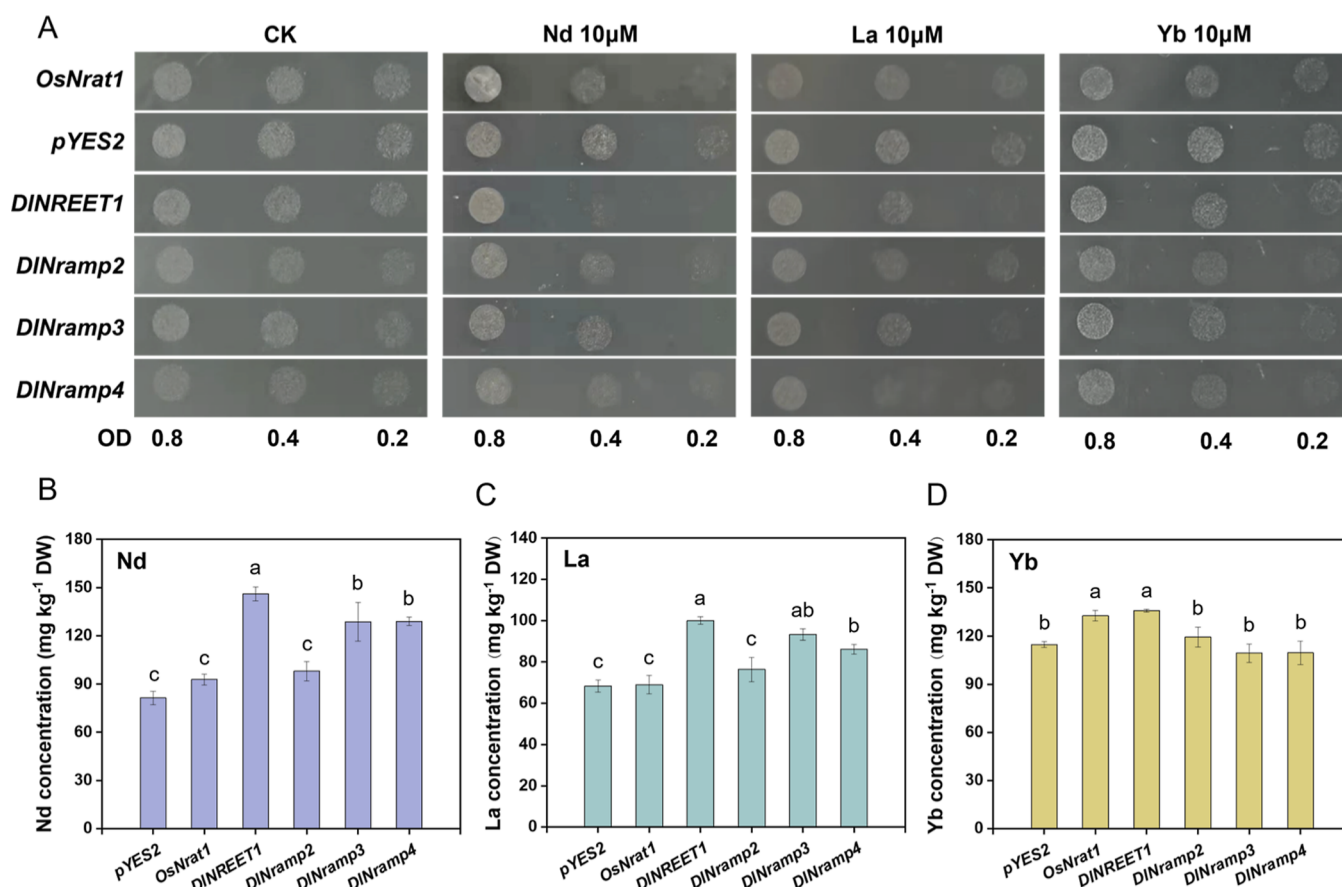 A
CK Nd 10μM La 10μM Yb 10μM
OsNrat1
pYES2
DlNREET1
DlNramp2
DlNramp3
DlNramp4
OD 0.8 0.4 0.2 0.8 0.4 0.2 0.8 0.4 0.2 0.8 0.4 0.2
B
Nd concentration (mg kg⁻¹ DW)
180
150
120
90
60
30
0
Nd
c c a c b b
pYES2 OsNrat1 DlNREET1 DlNramp2 DlNramp3 DlNramp4
C
La concentration (mg kg⁻¹ DW)
140
120
100
80
60
40
20
0
La
c c a c ab b
pYES2 OsNrat1 DlNREET1 DlNramp2 DlNramp3 DlNramp4
D
Yb concentration (mg kg⁻¹ DW)
180
150
120
90
60
30
0
Yb
b a a b b b
pYES2 OsNrat1 DlNREET1 DlNramp2 DlNramp3 DlNramp4